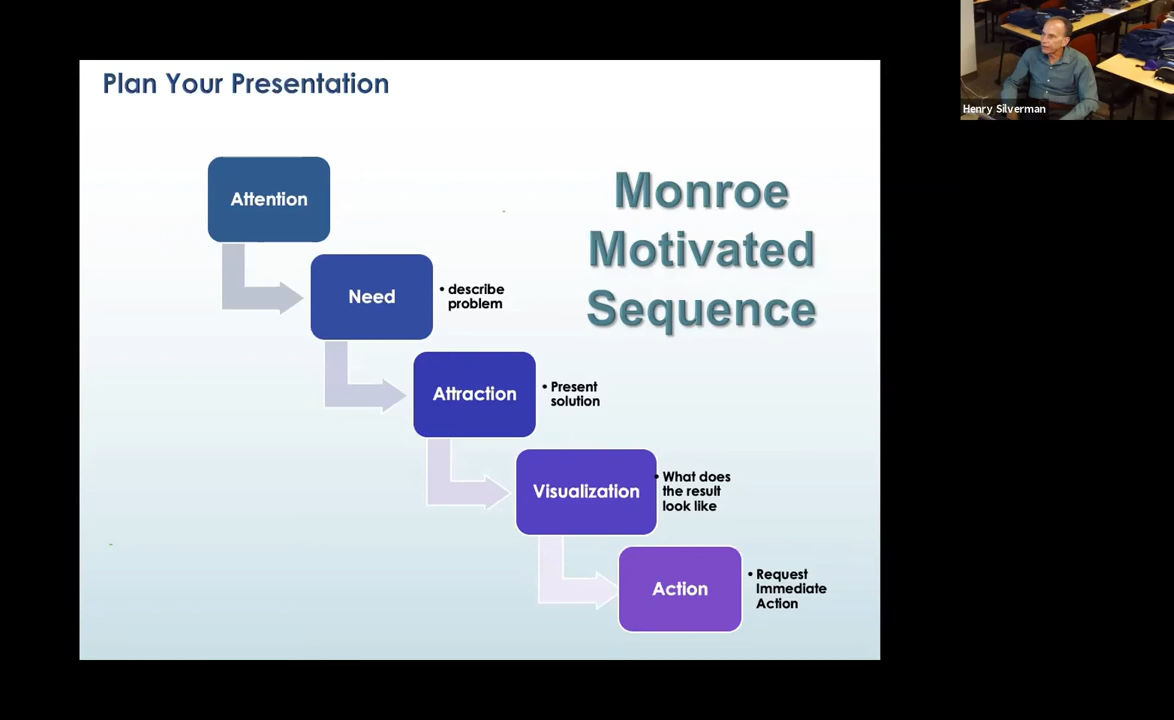 Plan Your Presentation
Henry Silverman
Monroe
Motivated
Sequence
Attention
Need
• describe
problem
Attraction
• Present
solution
Visualization
• What does
the result
look like
Action
• Request
Immediate
Action